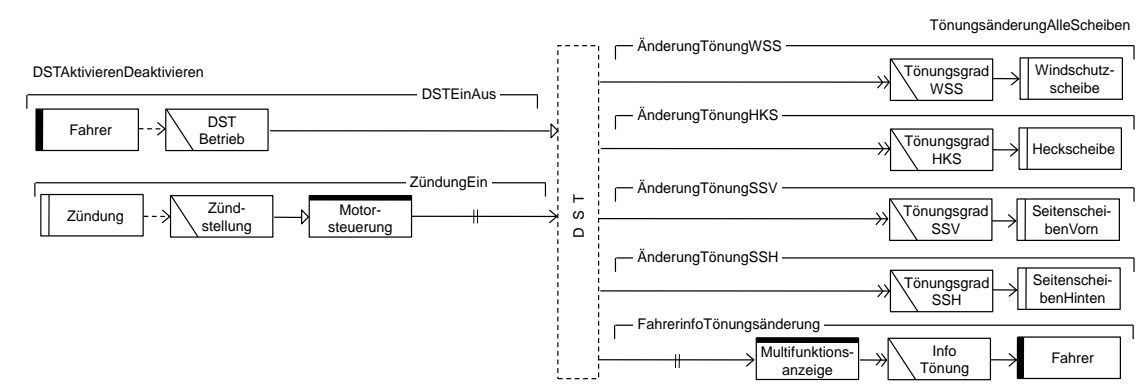 TönungsänderungAlleScheiben
DSTAktivierenDeaktivieren
DSTEinAus
Fahrer
DST
Betrieb
ZündungEin
Zündung
Zünd-
stellung
Motor-
steuerung
DST
ÄnderungTönungWSS
Tönungsgrad
WSS
Windschutz-
scheibe
ÄnderungTönungHKS
Tönungsgrad
HKS
Heckscheibe
ÄnderungTönungSSV
Tönungsgrad
SSV
Seitenschei-
benVorn
ÄnderungTönungSSH
Tönungsgrad
SSH
Seitenschei-
benHinten
FahrerinfoTönungsänderung
Multifunktions-
anzeige
Info
Tönung
Fahrer